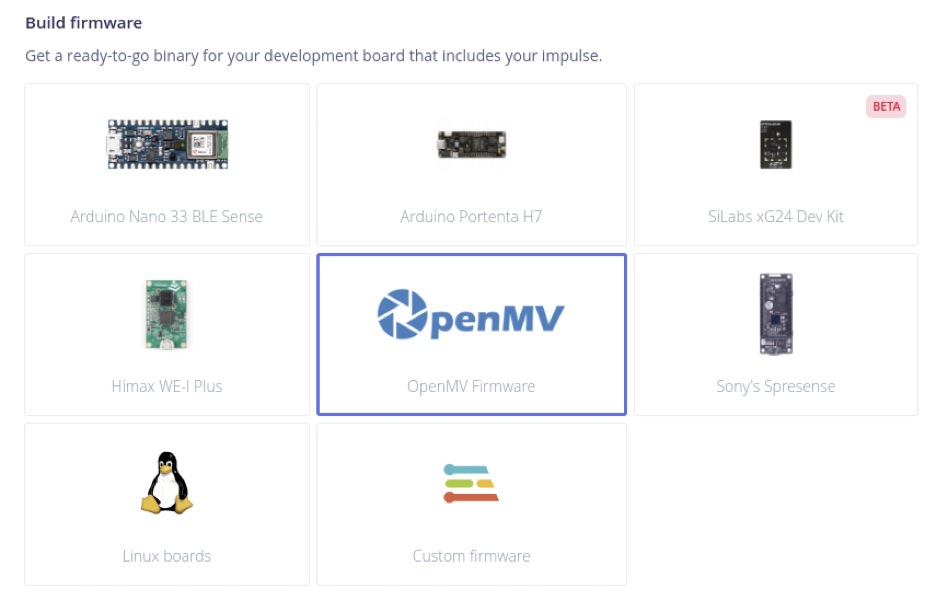 Build firmware
Get a ready-to-go binary for your development board that includes your impulse.
BETA
Arduino Nano 33 BLE Sense
Arduino Portenta H7
SiLabs xG24 Dev Kit
OpenMV
Himax WE-I Plus
OpenMV Firmware
Sony's Spresense
Linux boards
Custom firmware